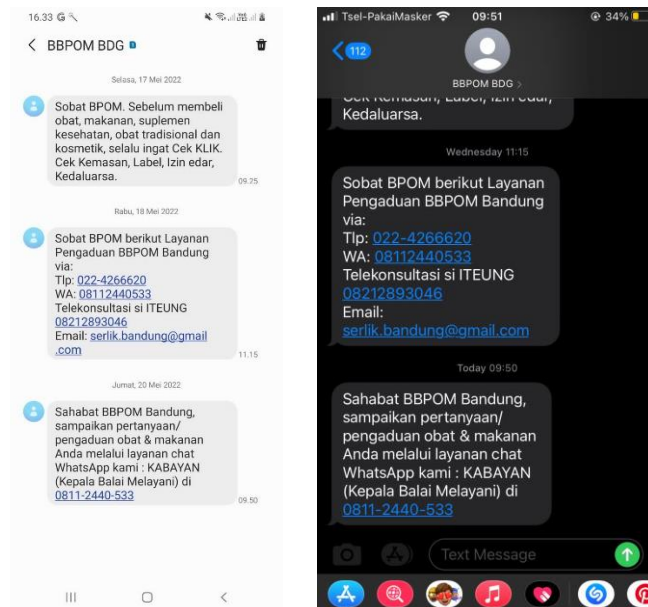 16.33 G
BBPOM BDG
Selasa, 17 Mei 2022
Sobat BPOM. Sebelum membeli
obat, makanan, suplemen
kesehatan, obat tradisional dan
kosmetik, selalu ingat Cek KLIK.
Cek Kemasan, Label, Izin edar,
Kedaluarsa.
09.25
Rabu, 18 Mei 2022
Sobat BPOM berikut Layanan
Pengaduan BBPOM Bandung
via:
Tlp: 022-4266620
WA: 08112440533
Telekonsultasi si ITEUNG
08212893046
Email: serlik.bandung@gmail
.com
11.15
Jumat, 20 Mei 2022
Sahabat BBPOM Bandung,
sampaikan pertanyaan/
pengaduan obat & makanan
Anda melalui layanan chat
WhatsApp kami : KABAYAN
(Kepala Balai Melayani) di
0811-2440-533
09.50
Tsel-PakaiMasker 09:51 34%
112
BBPOM BDG >
Cek Kemasan, Label, Izin edar,
Kedaluarsa.
Wednesday 11:15
Sobat BPOM berikut Layanan
Pengaduan BBPOM Bandung
via:
Tlp: 022-4266620
WA: 08112440533
Telekonsultasi si ITEUNG
08212893046
Email:
serlik.bandung@gmail.com
Today 09:50
Sahabat BBPOM Bandung,
sampaikan pertanyaan/
pengaduan obat & makanan
Anda melalui layanan chat
WhatsApp kami : KABAYAN
(Kepala Balai Melayani) di
0811-2440-533
Text Message